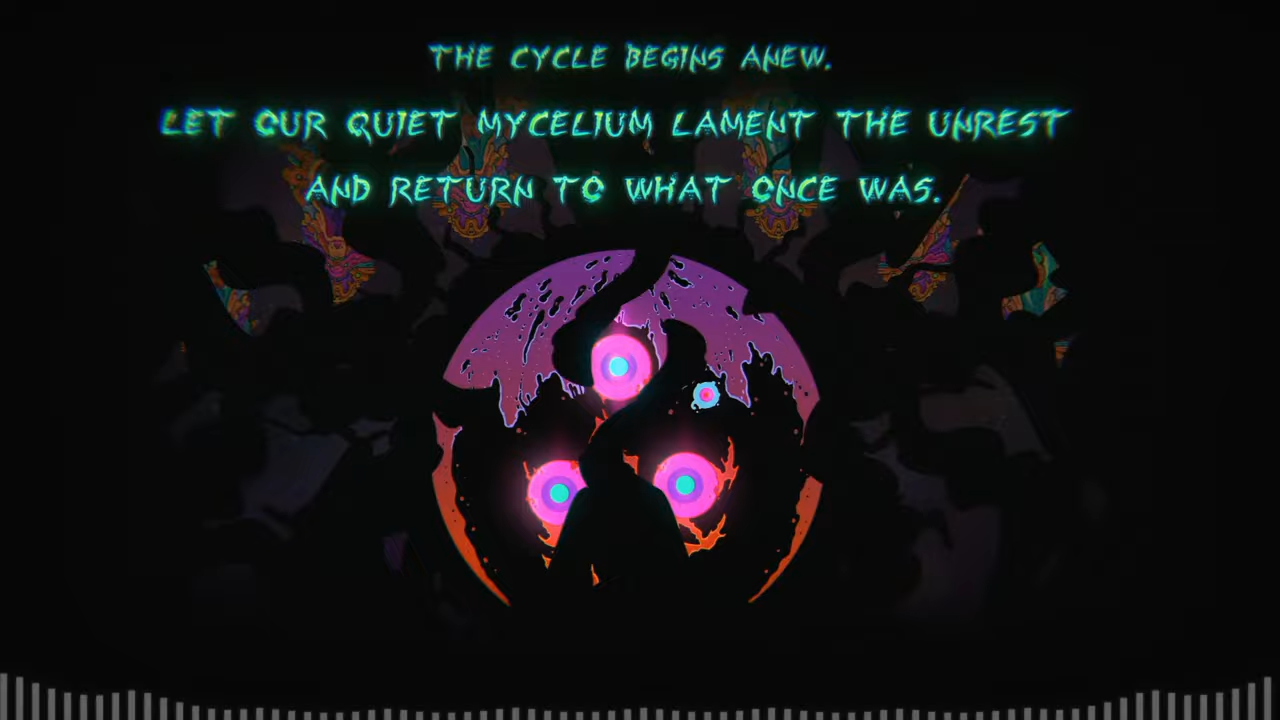 THE CYCLE BEGINS ANEW.
LET OUR QUIET MYCELIUM LAMENT THE UNREST
AND RETURN TO WHAT ONCE WAS.